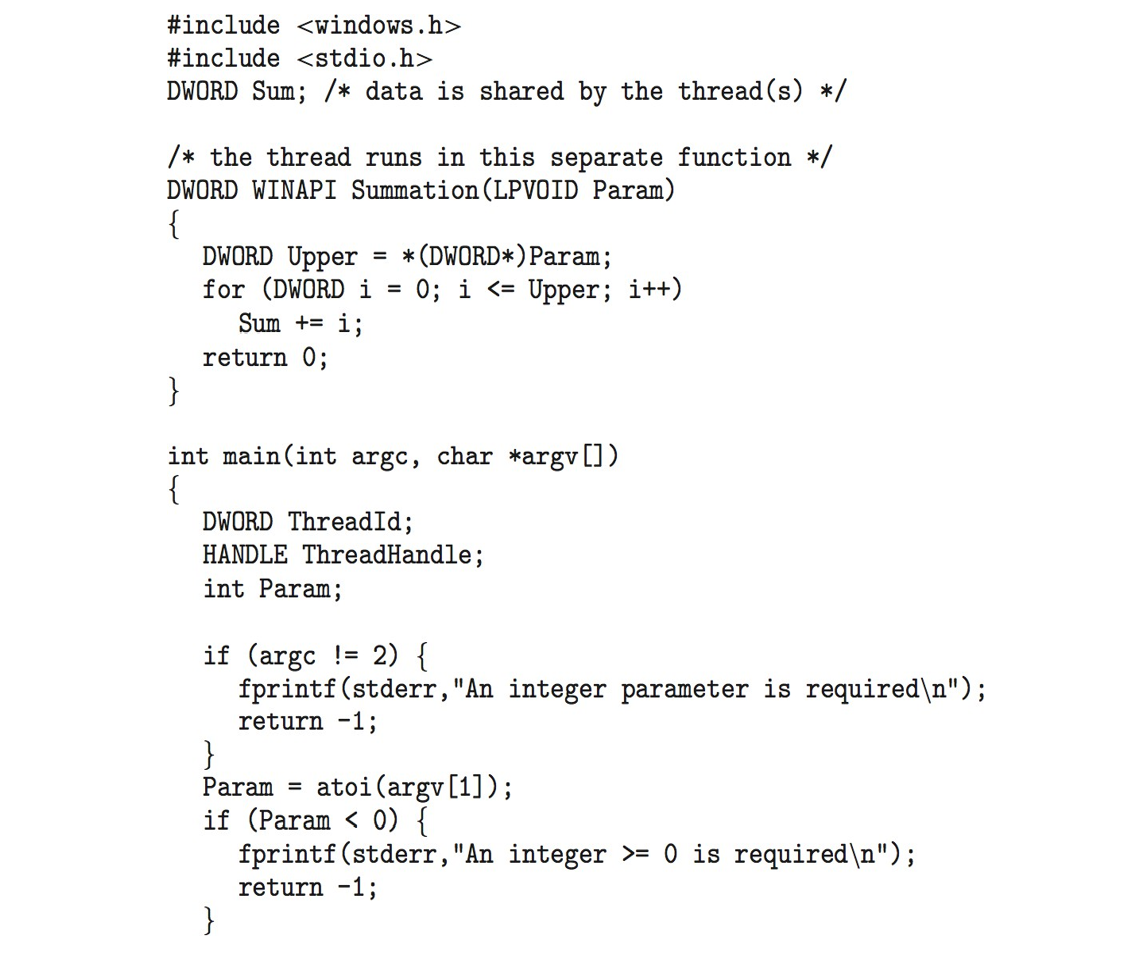 #include <windows.h>
#include <stdio.h>
DWORD Sum; /* data is shared by the thread(s) */

/* the thread runs in this separate function */
DWORD WINAPI Summation(LPVOID Param)
{
   DWORD Upper = *(DWORD*)Param;
   for (DWORD i = 0; i <= Upper; i++)
      Sum += i;
   return 0;
}

int main(int argc, char *argv[])
{
   DWORD ThreadId;
   HANDLE ThreadHandle;
   int Param;

   if (argc != 2) {
      fprintf(stderr,"An integer parameter is required\n");
      return -1;
   }
   Param = atoi(argv[1]);
   if (Param < 0) {
      fprintf(stderr,"An integer >= 0 is required\n");
      return -1;
   }